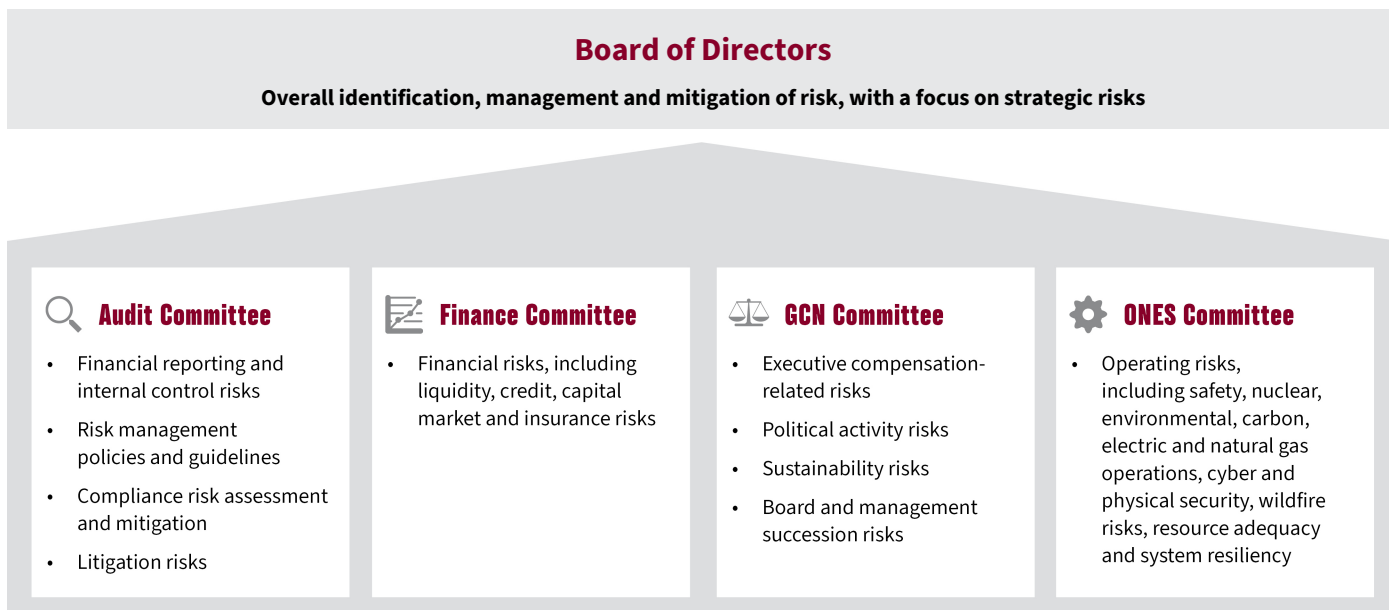 Board of Directors
Overall identification, management and mitigation of risk, with a focus on strategic risks
Audit Committee
• Financial reporting and
internal control risks
• Risk management
policies and guidelines
• Compliance risk assessment
and mitigation
• Litigation risks
Finance Committee
• Financial risks, including
liquidity, credit, capital
market and insurance risks
GCN Committee
• Executive compensation-
related risks
• Political activity risks
• Sustainability risks
• Board and management
succession risks
ONES Committee
• Operating risks,
including safety, nuclear,
environmental, carbon,
electric and natural gas
operations, cyber and
physical security, wildfire
risks, resource adequacy
and system resiliency